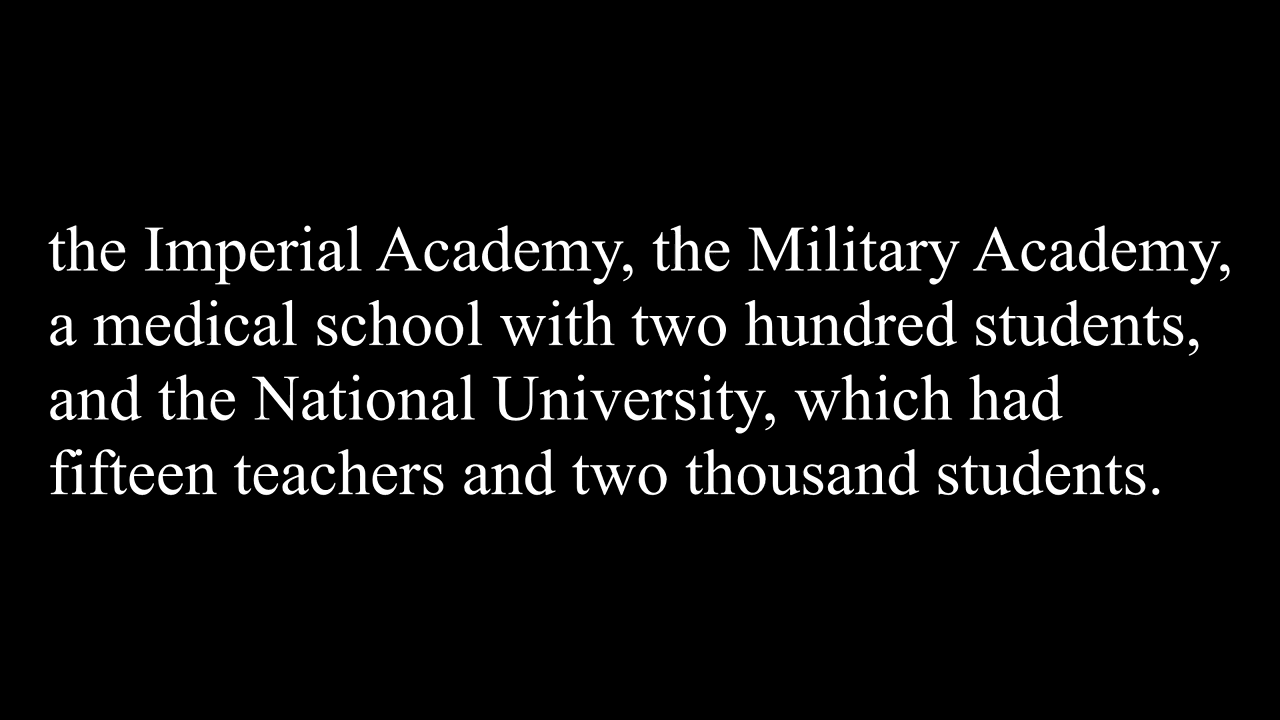 the Imperial Academy, the Military Academy,
a medical school with two hundred students,
and the National University, which had
fifteen teachers and two thousand students.